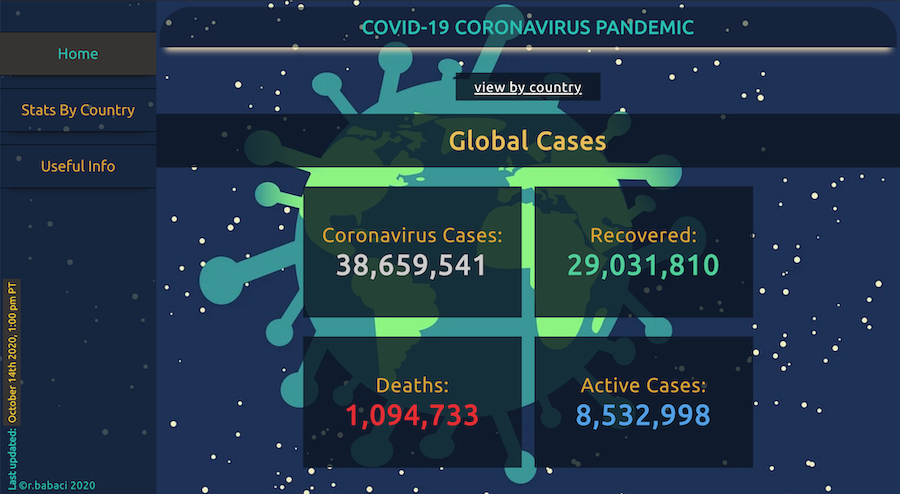 COVID-19 CORONAVIRUS PANDEMIC
Home
Stats By Country
Useful Info
view by country
Global Cases
Coronavirus Cases:
38,659,541
Recovered:
29,031,810
Deaths:
1,094,733
Active Cases:
8,532,998
Last updated: October 14th 2020, 1:00 pm PT
©r.babaci 2020